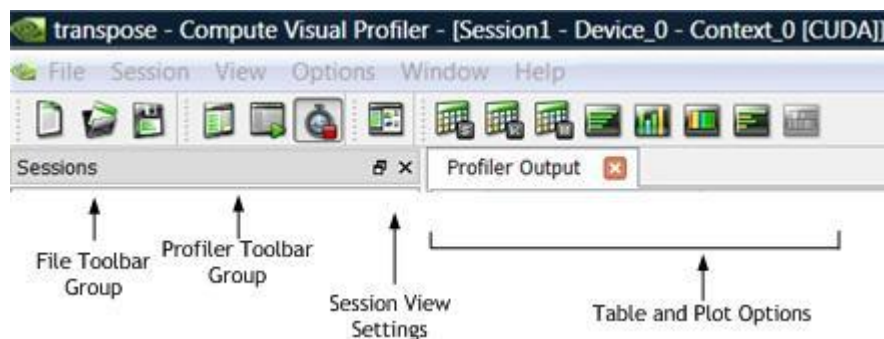 transpose - Compute Visual Profiler - [Session1 - Device_0 - Context_0 [CUDA]]
File Session View Options Window Help
Sessions
Profiler Output
File Toolbar
Group
Profiler Toolbar
Group
Session View
Settings
Table and Plot Options